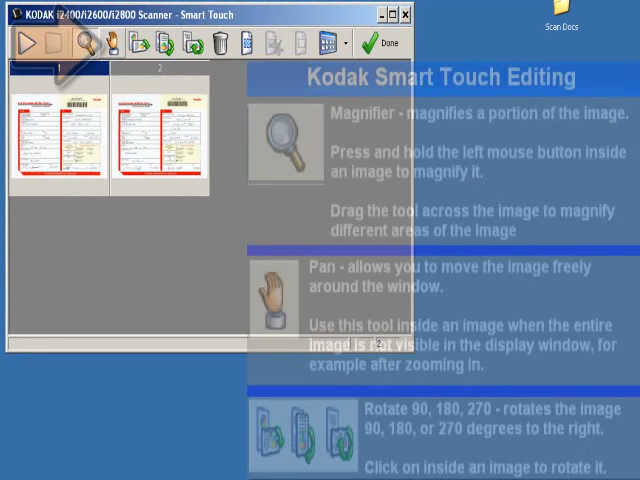 KODAK i2400/i2600/i2800 Scanner - Smart Touch
Scan Docs
Done
1
2
Kodak Smart Touch Editing
Magnifier - magnifies a portion of the image.
Press and hold the left mouse button inside
an image to magnify it.
Drag the tool across the image to magnify
different areas of the image
Pan - allows you to move the image freely
around the window.
Use this tool inside an image when the entire
image is not visible in the display window, for
example after zooming in.
2
Rotate 90, 180, 270 - rotates the image
90, 180, or 270 degrees to the right.
Click on inside an image to rotate it.